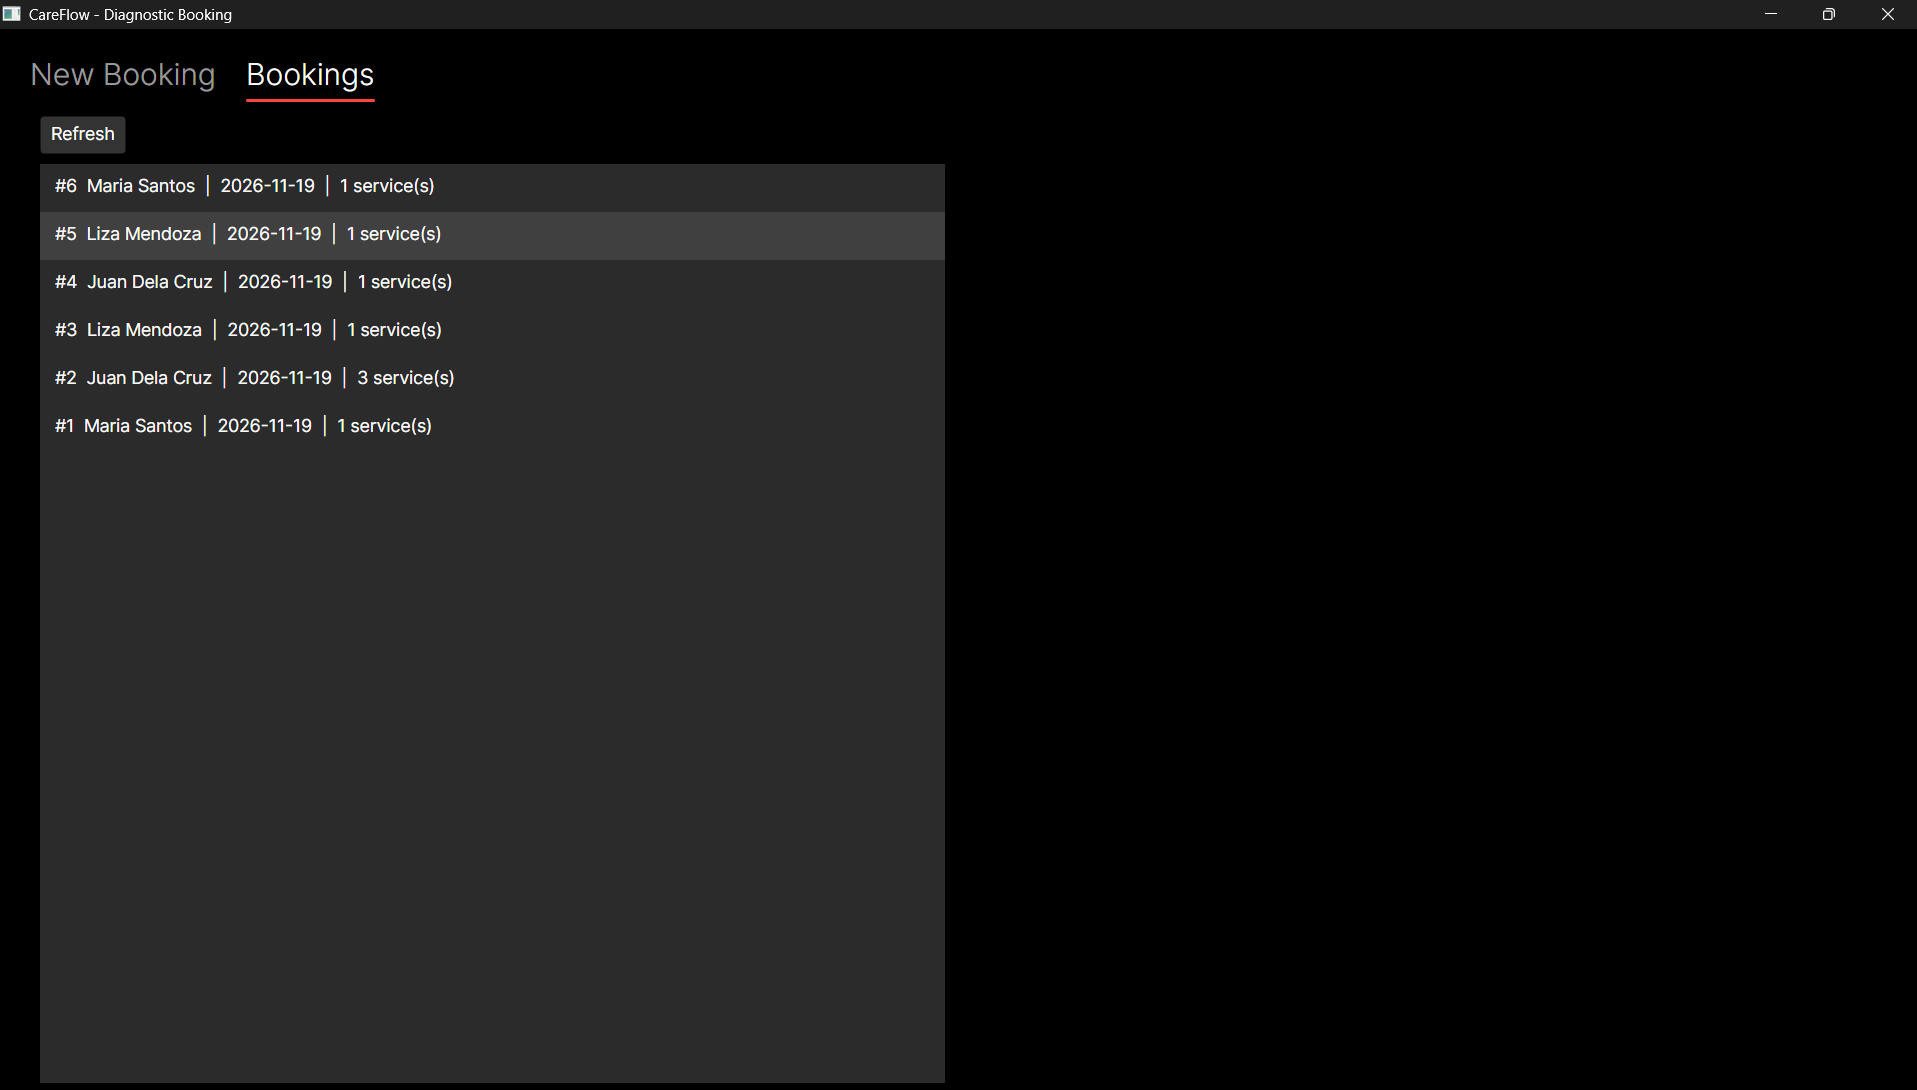 CareFlow - Diagnostic Booking
New Booking Bookings
Refresh
#6 Maria Santos | 2026-11-19 | 1 service(s)
#5 Liza Mendoza | 2026-11-19 | 1 service(s)
#4 Juan Dela Cruz | 2026-11-19 | 1 service(s)
#3 Liza Mendoza | 2026-11-19 | 1 service(s)
#2 Juan Dela Cruz | 2026-11-19 | 3 service(s)
#1 Maria Santos | 2026-11-19 | 1 service(s)